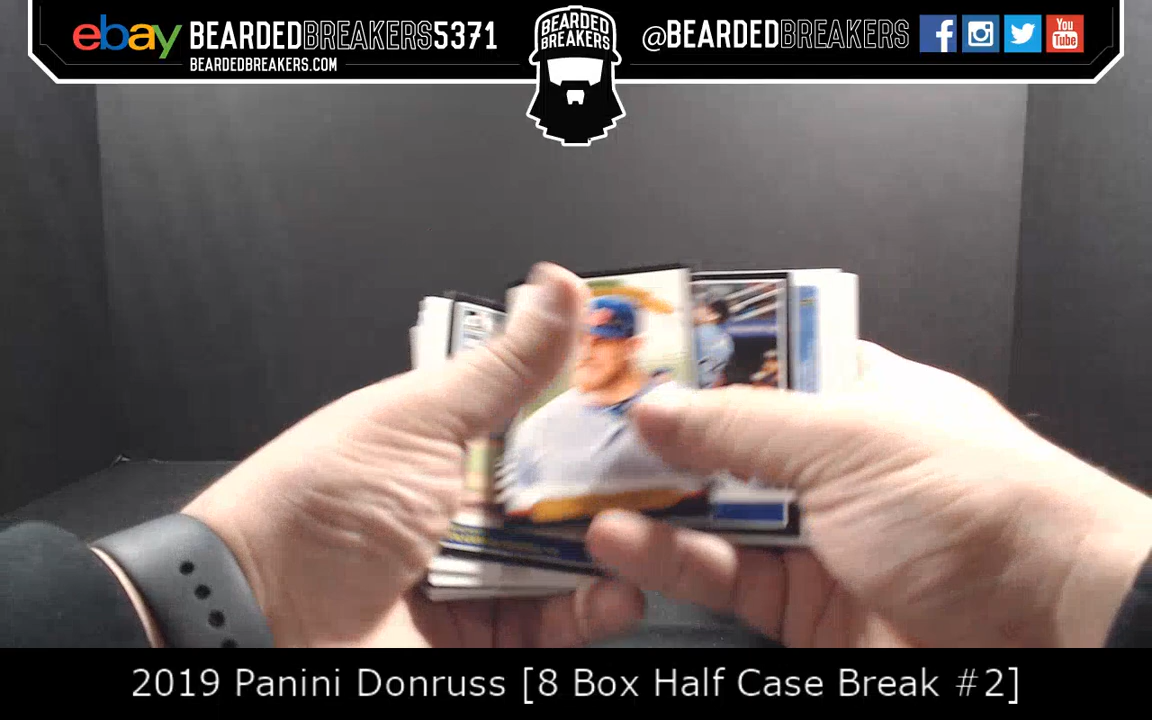 ebay BEARDEDBREAKERS5371
BEARDEDBREAKERS.COM
BEARDED
BREAKERS
@BEARDEDBREAKERS
You
Tube
2019 Panini Donruss [8 Box Half Case Break #2]